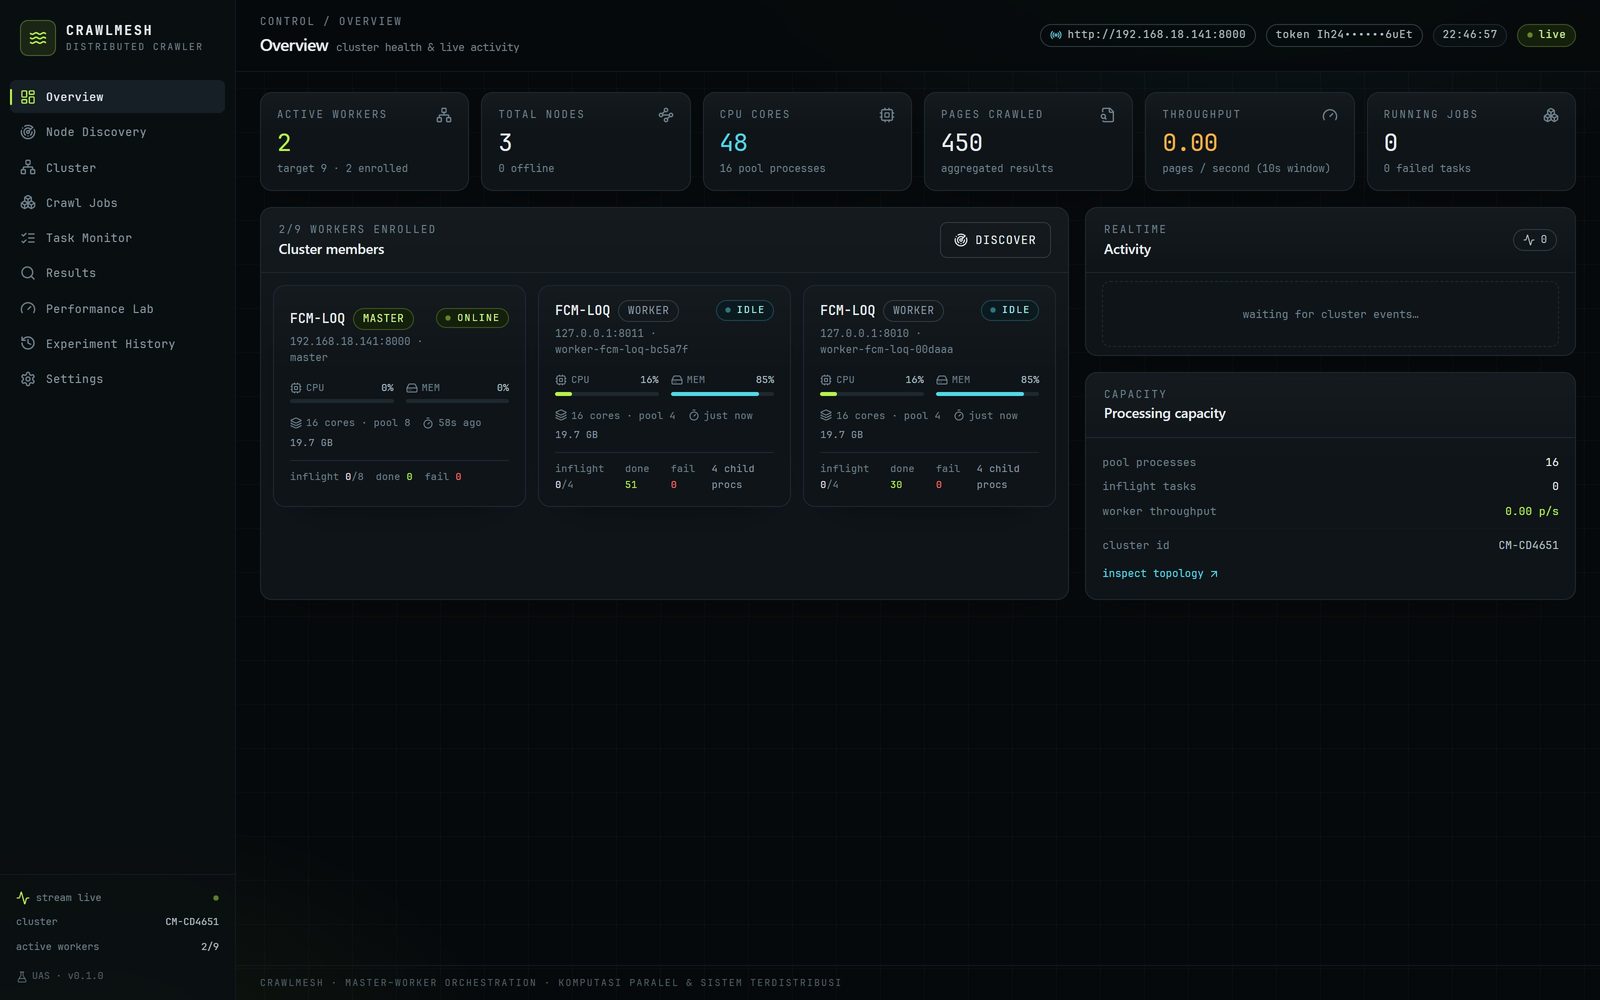 CRAWLMESH
DISTRIBUTED CRAWLER
Overview
Node Discovery
Cluster
Crawl Jobs
Task Monitor
Results
Performance Lab
Experiment History
Settings
stream live
cluster CM-CD4651
active workers 2/9
UAS · v0.1.0
CONTROL / OVERVIEW
Overview cluster health & live activity
http://192.168.18.141:8000
token Ih24••••••6uEt
22:46:57
live
ACTIVE WORKERS
2
target 9 · 2 enrolled
TOTAL NODES
3
0 offline
CPU CORES
48
16 pool processes
PAGES CRAWLED
450
aggregated results
THROUGHPUT
0.00
pages / second (10s window)
RUNNING JOBS
0
0 failed tasks
2/9 WORKERS ENROLLED
Cluster members
DISCOVER
FCM-LOQ MASTER ONLINE
192.168.18.141:8000 ·
master
CPU 0% MEM 0%
16 cores · pool 8 58s ago
19.7 GB
inflight 0/8 done 0 fail 0
FCM-LOQ WORKER IDLE
127.0.0.1:8011 ·
worker-fcm-loq-bc5a7f
CPU 16% MEM 85%
16 cores · pool 4 just now
19.7 GB
inflight done fail 4 child
0/4 51 0 procs
FCM-LOQ WORKER IDLE
127.0.0.1:8010 ·
worker-fcm-loq-00daaa
CPU 16% MEM 85%
16 cores · pool 4 just now
19.7 GB
inflight done fail 4 child
0/4 30 0 procs
REALTIME
Activity
0
waiting for cluster events…
CAPACITY
Processing capacity
pool processes 16
inflight tasks 0
worker throughput 0.00 p/s
cluster id CM-CD4651
inspect topology
CRAWLMESH · MASTER-WORKER ORCHESTRATION · KOMPUTASI PARALEL & SISTEM TERDISTRIBUSI